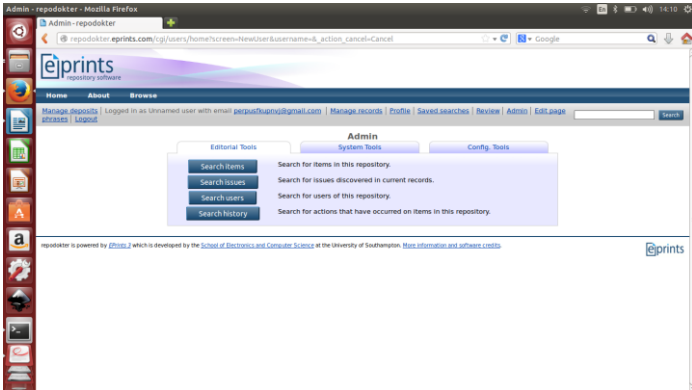 Admin - repodokter - Mozilla Firefox
En
14:10
Admin - repodokter
repodokter.eprints.com/cgi/users/home?screen=NewUser&username=&_action_cancel=Cancel
Google
eprints
repository software
Home About Browse
Manage deposits | Logged in as Unnamed user with email perpusfkupnvj@gmail.com | Manage records | Profile | Saved searches | Review | Admin | Edit page
phrases | Logout
Search
Admin
Editorial Tools System Tools Config. Tools
Search items Search for items in this repository.
Search issues Search for issues discovered in current records.
Search users Search for users of this repository.
Search history Search for actions that have occurred on items in this repository.
repodokter is powered by EPrints 3 which is developed by the School of Electronics and Computer Science at the University of Southampton. More information and software credits.
eprints